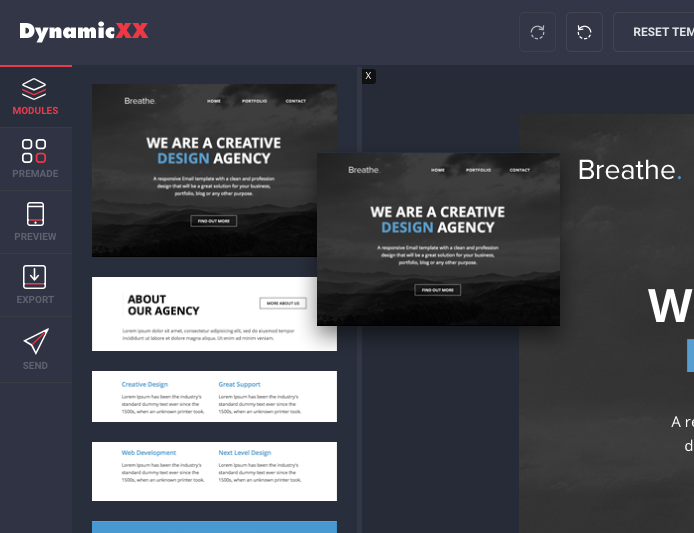 DynamicXX
RESET TEM
X
MODULES
PREMADE
PREVIEW
EXPORT
SEND
Breathe.
HOME PORTFOLIO CONTACT
WE ARE A CREATIVE
DESIGN AGENCY
A responsive Email template with a clean and profession
design that will be a great solution for your business,
portfolio, blog or any other purpose.
FIND OUT MORE
ABOUT
OUR AGENCY
MORE ABOUT US
Lorem ipsum dolor sit amet, consectetur adipisicing elit, sed do eiusmod tempor
incididunt ut labore et dolore magna aliqua. Ut enim ad minim veniam.
Creative Design
Lorem Ipsum has been the industry's
standard dummy text ever since the
1500s, when an unknown printer took.
Great Support
Lorem Ipsum has been the industry's
standard dummy text ever since the
1500s, when an unknown printer took.
Web Development
Lorem Ipsum has been the industry's
standard dummy text ever since the
1500s, when an unknown printer took.
Next Level Design
Lorem Ipsum has been the industry's
standard dummy text ever since the
1500s, when an unknown printer took.
Breathe.
HOME PORTFOLIO CONTACT
WE ARE A CREATIVE
DESIGN AGENCY
A responsive Email template with a clean and profession
design that will be a great solution for your business,
portfolio, blog or any other purpose.
FIND OUT MORE
Breathe.
W
A re
d